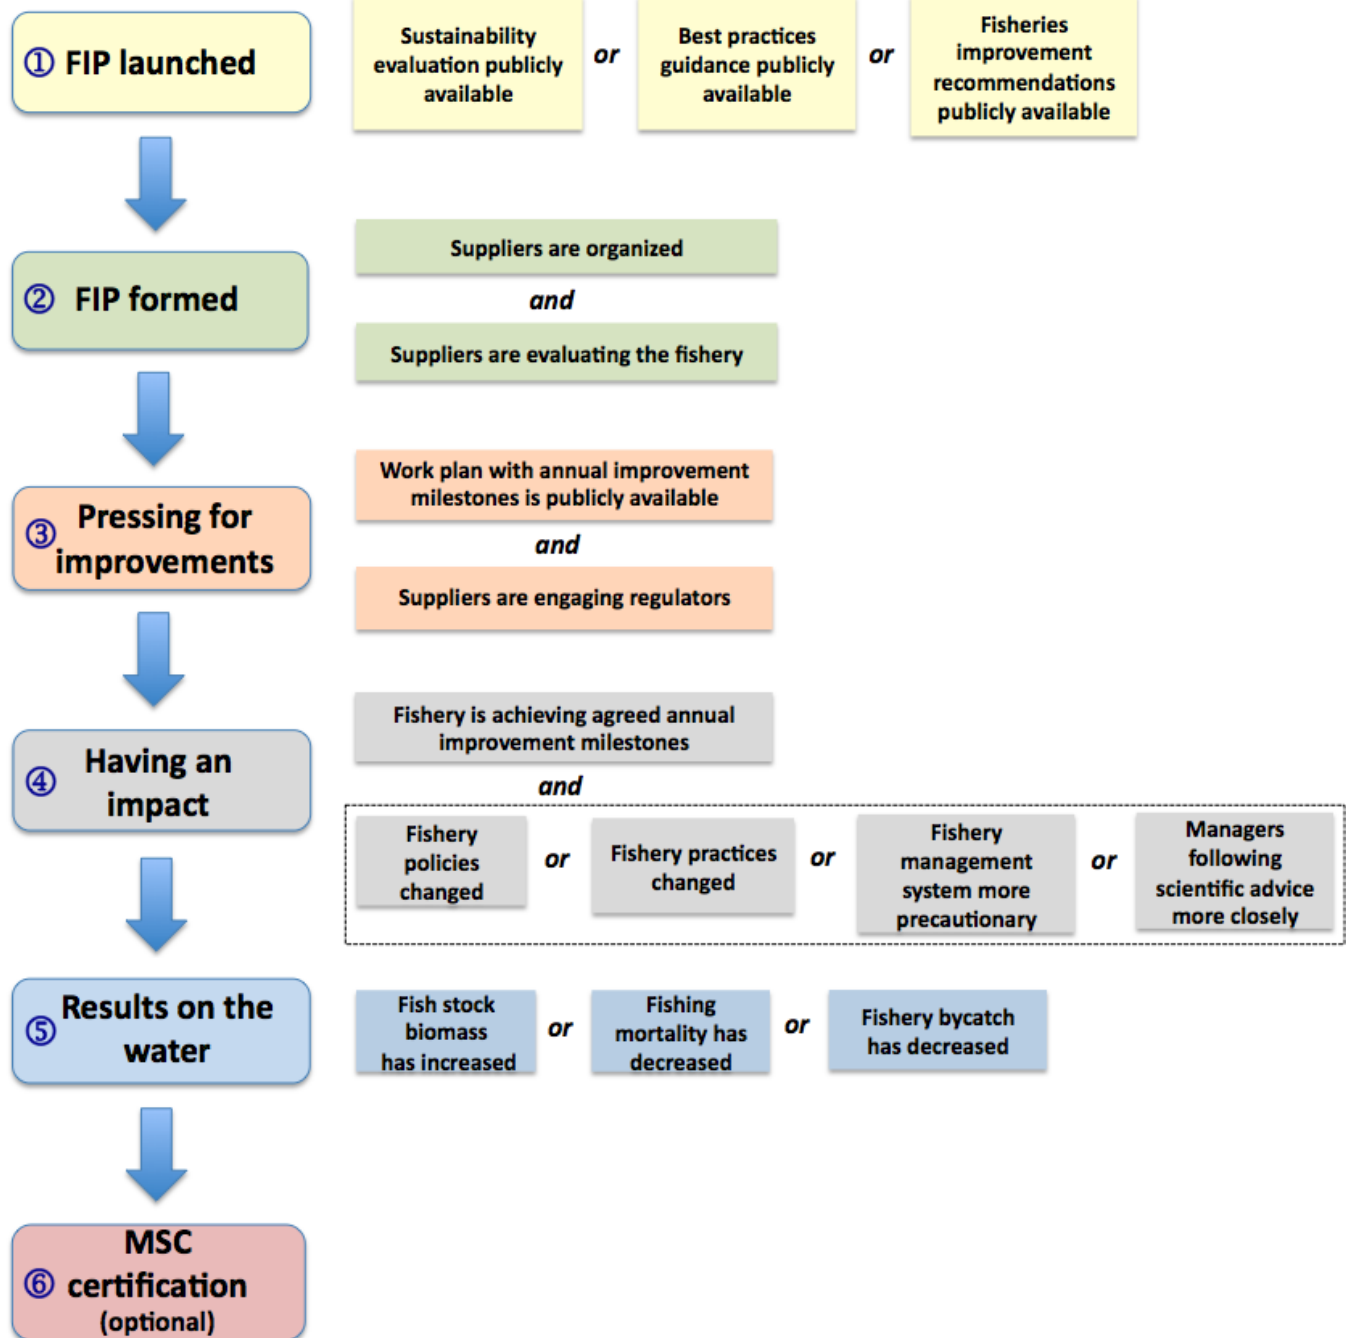 ① FIP launched
Sustainability
evaluation publicly
available
or
Best practices
guidance publicly
available
or
Fisheries
improvement
recommendations
publicly available
② FIP formed
Suppliers are organized
and
Suppliers are evaluating the fishery
③ Pressing for
improvements
Work plan with annual improvement
milestones is publicly available
and
Suppliers are engaging regulators
④ Having an
impact
Fishery is achieving agreed annual
improvement milestones
and
Fishery
policies
changed
or
Fishery practices
changed
or
Fishery
management
system more
precautionary
or
Managers
following
scientific advice
more closely
⑤ Results on the
water
Fish stock
biomass
has increased
or
Fishing
mortality has
decreased
or
Fishery bycatch
has decreased
⑥ MSC
certification
(optional)